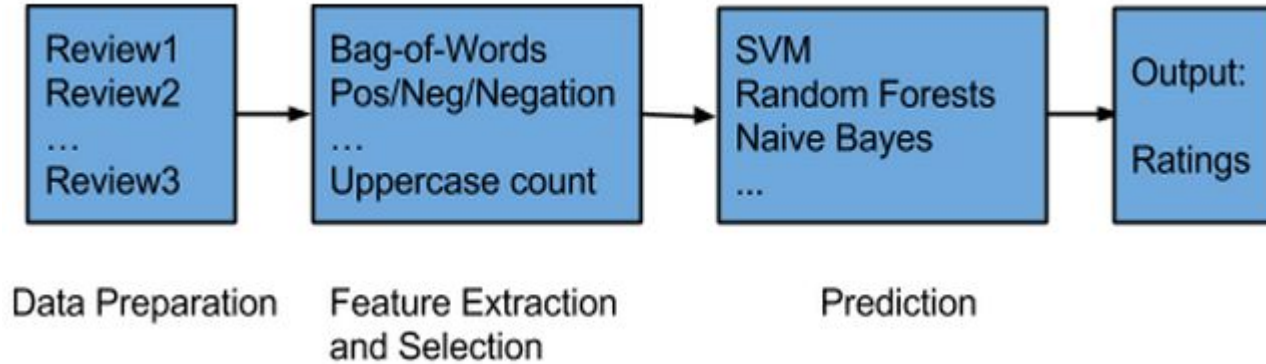 Review1
Review2
...
Review3
Bag-of-Words
Pos/Neg/Negation
...
Uppercase count
SVM
Random Forests
Naive Bayes
...
Output:
Ratings
Data Preparation
Feature Extraction
and Selection
Prediction